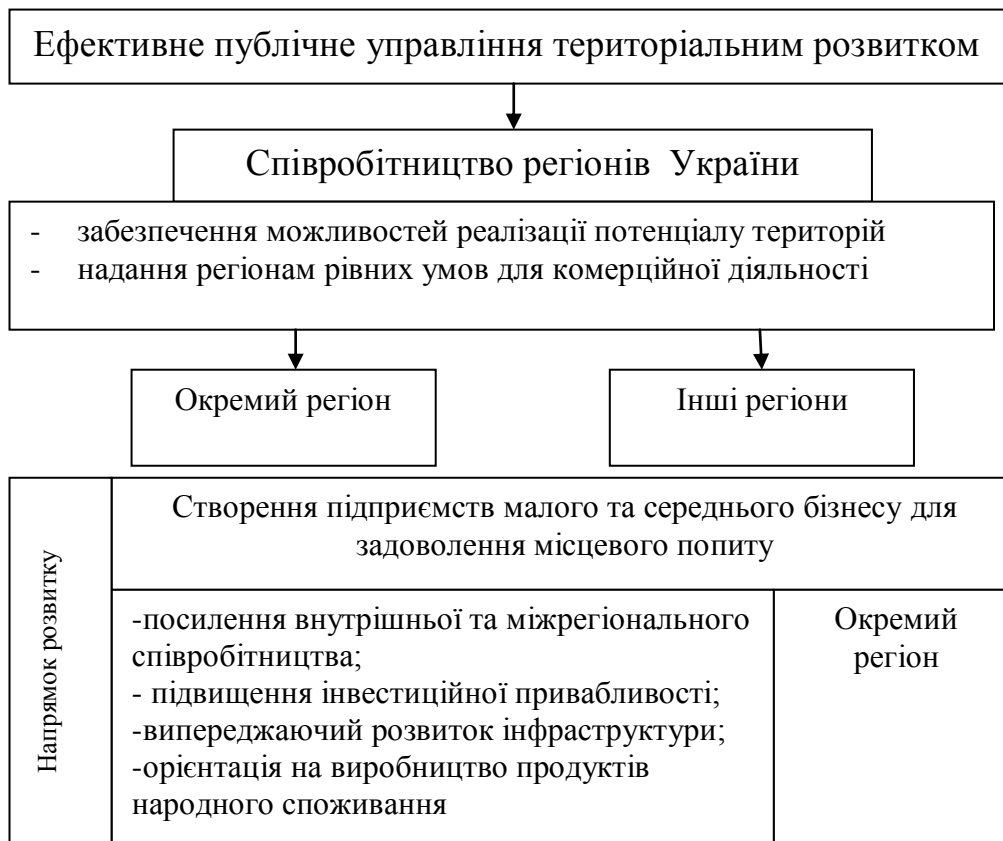 Ефективне публічне управління територіальним розвитком
Співробітництво регіонів України
- забезпечення можливостей реалізації потенціалу територій
- надання регіонам рівних умов для комерційної діяльності
Окремий регіон
Інші регіони
Напрямок розвитку
Створення підприємств малого та середнього бізнесу для
задоволення місцевого попиту
-посилення внутрішньої та міжрегіонального
співробітництва;
- підвищення інвестиційної привабливості;
-випереджаючий розвиток інфраструктури;
-орієнтація на виробництво продуктів
народного споживання
Окремий
регіон